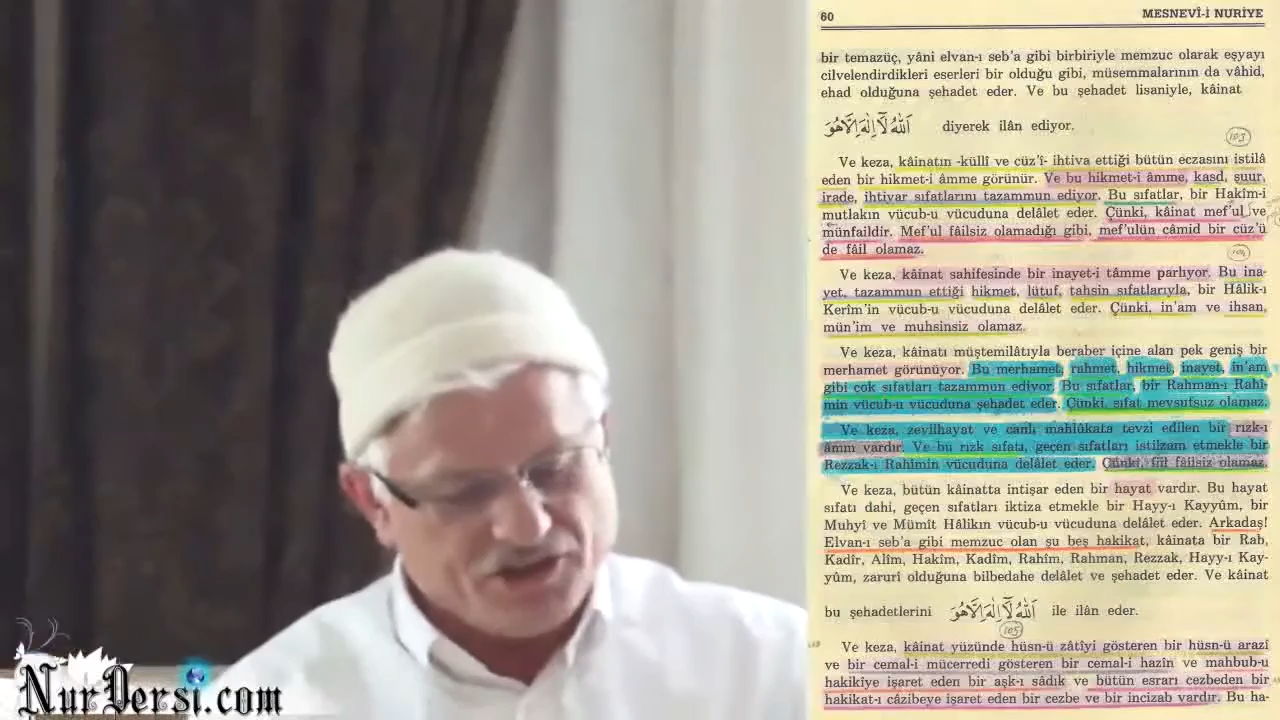 60 MESNEVÎ-İ NURİYE
bir temazüç, yâni elvan-ı seb'a gibi birbiriyle memzuc olarak eşyayı
cilvelendirdikleri eserleri bir olduğu gibi, müsemmalarının da vâhid,
ehad olduğuna şehadet eder. Ve bu şehadet lisaniyle, kâinat
اَللّٰهُ لَٓا اِلٰهَ اِلَّاهُوَ diyerek ilân ediyor.
103
Ve keza, kâinatın -küllî ve cüz'î- ihtiva ettiği bütün eczasını istilâ
eden bir hikmet-i âmme görünür. Ve bu hikmet-i âmme, kasd, şuur,
irade, ihtiyar sıfatlarını tazammun ediyor. Bu sıfatlar, bir Hakîm-i
mutlakın vücub-u vücuduna delâlet eder. Çünki, kâinat mef'ul ve
münfaildir. Mef'ul fâilsiz olamadığı gibi, mef'ulün câmid bir cüz'ü
de fâil olamaz.
104
Ve keza, kâinat sahifesinde bir inayet-i tâmme parlıyor. Bu ina-
yet, tazammun ettiği hikmet, lütuf, tahsin sıfatlarıyla, bir Hâlik-ı
Kerîm'in vücub-u vücuduna delâlet eder. Çünki, in'am ve ihsan,
mün'im ve muhsinsiz olamaz.
Ve keza, kâinatı müştemilâtıyla beraber içine alan pek geniş bir
merhamet görünüyor. Bu merhamet, rahmet, hikmet, inayet, in'am
gibi çok sıfatları tazammun ediyor. Bu sıfatlar, bir Rahman-ı Rahî-
min vücub-u vücuduna şehadet eder. Çünki, sıfat mevsufsuz olamaz.
Ve keza, zevilhayat ve canlı mahlûkata tevzi edilen bir rızk-ı
âmm vardır. Ve bu rızk sıfatı, geçen sıfatları istilzam etmekle bir
Rezzak-ı Rahîmin vücuduna delâlet eder. Çünki, fiil fâilsiz olamaz.
Ve keza, bütün kâinatta intişar eden bir hayat vardır. Bu hayat
sıfatı dahi, geçen sıfatları iktiza etmekle bir Hayy-ı Kayyûm, bir
Muhyî ve Mümît Hâlikın vücub-u vücuduna delâlet eder. Arkadaş!
Elvan-ı seb'a gibi memzuc olan şu beş hakikat, kâinata bir Rab,
Kadîr, Alîm, Hakîm, Kadîm, Rahîm, Rahman, Rezzak, Hayy-ı Kay-
yûm, zarurî olduğuna bilbedahe delâlet ve şehadet eder. Ve kâinat
bu şehadetlerini اَللّٰهُ لَٓا اِلٰهَ اِلَّاهُوَ ile ilân eder.
105
Ve keza, kâinat yüzünde hüsn-ü zâtîyi gösteren bir hüsn-ü arazî
ve bir cemal-i mücerredi gösteren bir cemal-i hazîn ve mahbub-u
hakikiye işaret eden bir aşk-ı sâdık ve bütün esrarı cezbeden bir
hakikat-ı câzibeye işaret eden bir cezbe ve bir incizab vardır. Bu ha-
NurDersi.com